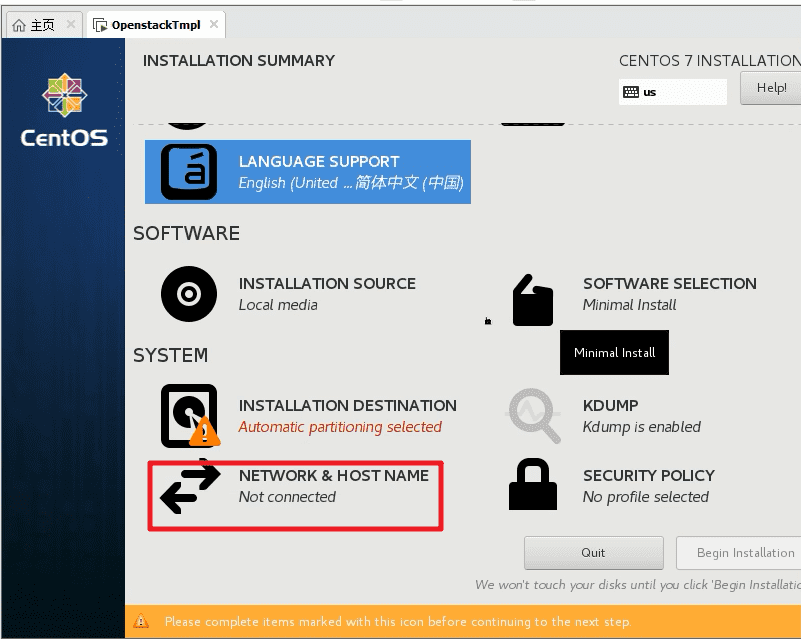 主页
OpenstackTmpl
INSTALLATION SUMMARY
CENTOS 7 INSTALLATION
us
Help!
CentOS
á
LANGUAGE SUPPORT
English (United ...简体中文 (中国)
SOFTWARE
INSTALLATION SOURCE
Local media
SOFTWARE SELECTION
Minimal Install
Minimal Install
SYSTEM
INSTALLATION DESTINATION
Automatic partitioning selected
KDUMP
Kdump is enabled
NETWORK & HOST NAME
Not connected
SECURITY POLICY
No profile selected
Quit
Begin Installation
We won't touch your disks until you click 'Begin Installatio
Please complete items marked with this icon before continuing to the next step.